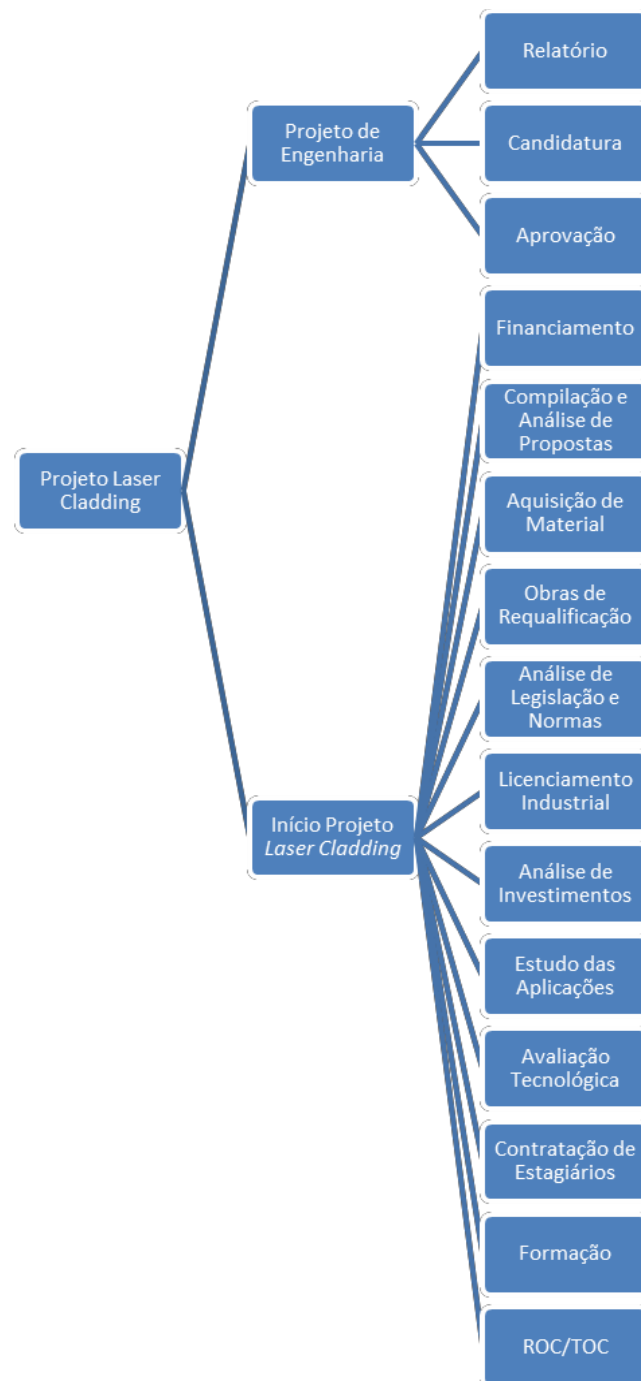 Relatório
Projeto de
Engenharia
Candidatura
Aprovação
Financiamento
Compilação e
Análise de
Propostas
Projeto Laser
Cladding
Aquisição de
Material
Obras de
Requalificação
Análise de
Legislação e
Normas
Licenciamento
Industrial
Início Projeto
Laser Cladding
Análise de
Investimentos
Estudo das
Aplicações
Avaliação
Tecnológica
Contratação de
Estagiários
Formação
ROC/TOC